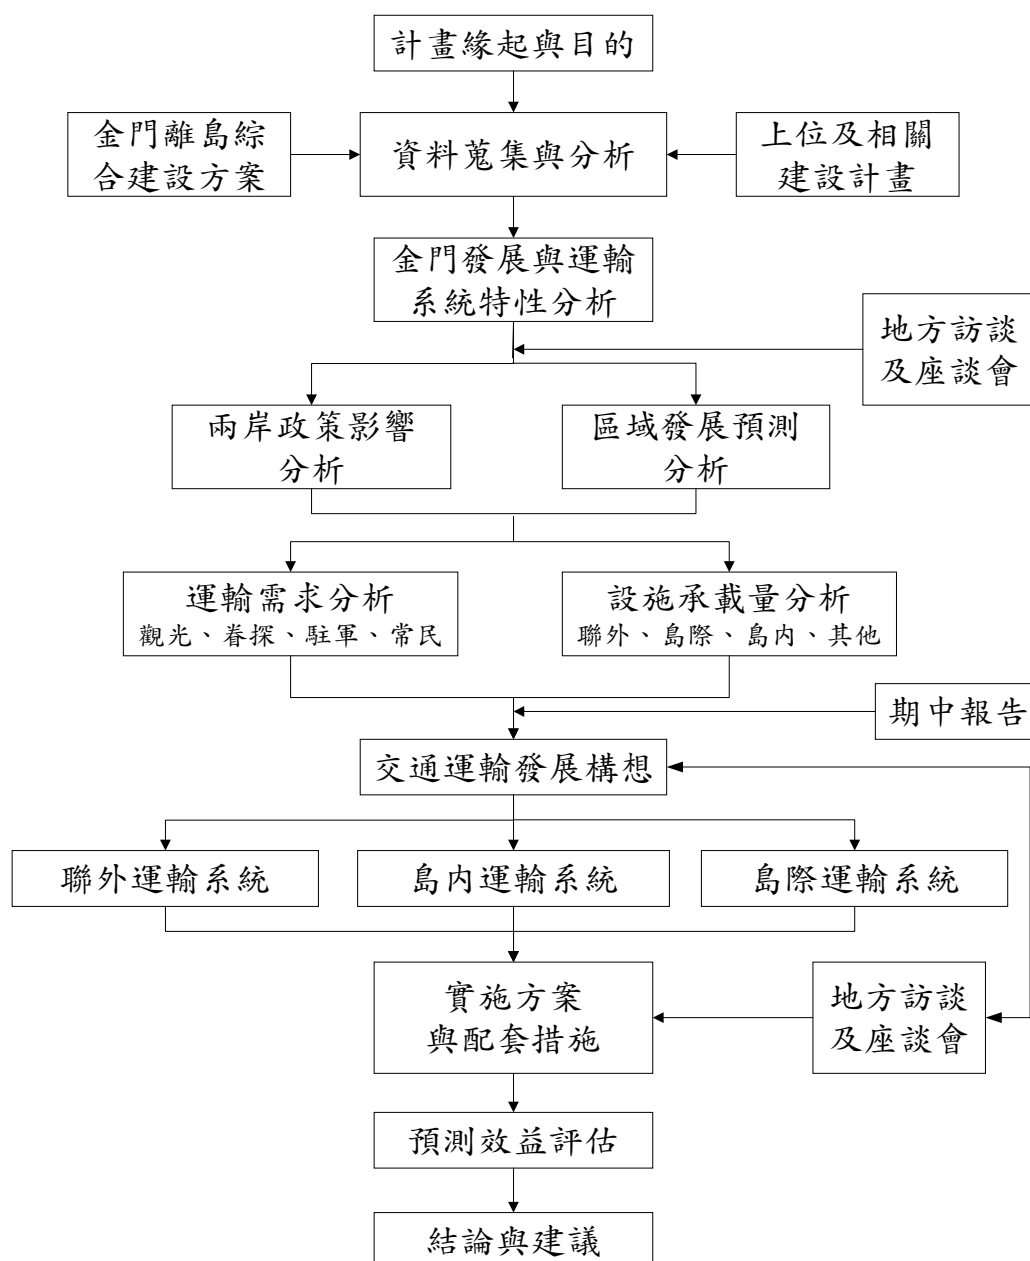 計畫緣起與目的
金門離島綜
合建設方案
資料蒐集與分析
上位及相關
建設計畫
金門發展與運輸
系統特性分析
地方訪談
及座談會
兩岸政策影響
分析
區域發展預測
分析
運輸需求分析
觀光、眷探、駐軍、常民
設施承載量分析
聯外、島際、島內、其他
期中報告
交通運輸發展構想
聯外運輸系統
島內運輸系統
島際運輸系統
實施方案
與配套措施
地方訪談
及座談會
預測效益評估
結論與建議